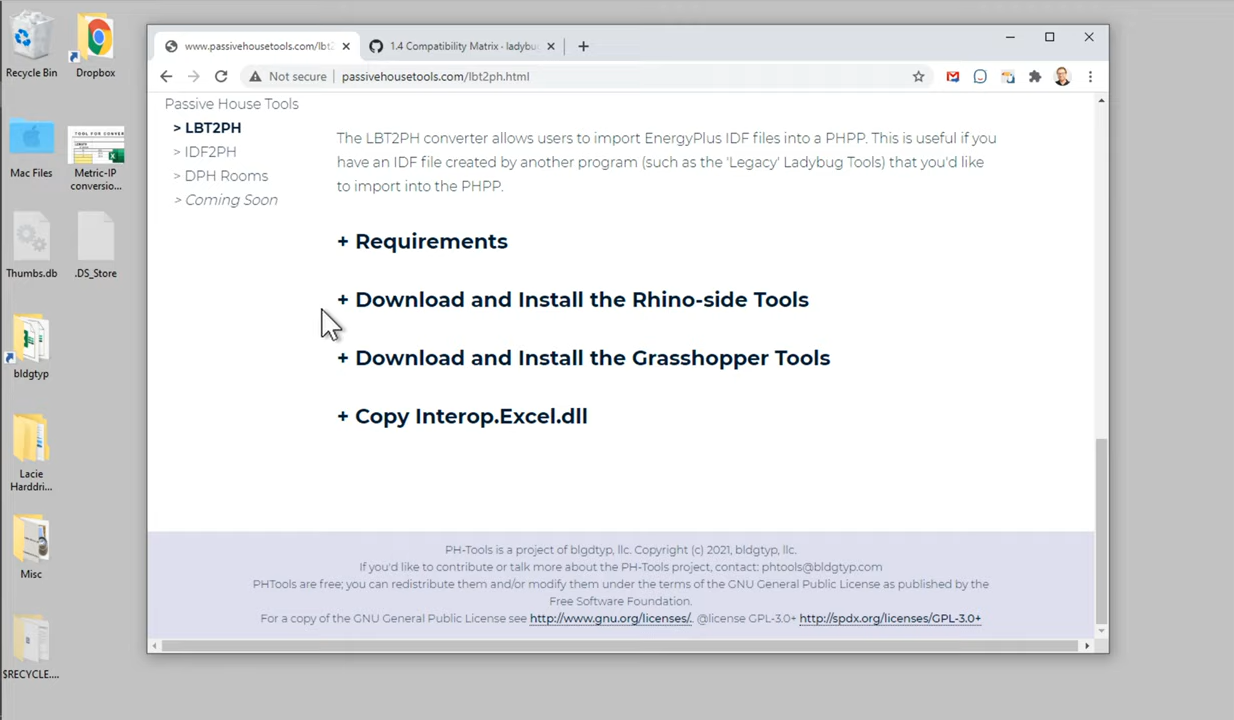 Recycle Bin
Dropbox
Mac Files
Metric-IP
conversio...
Thumbs.db
.DS_Store
bldgtyp
Lacie
Harddri...
Misc
$RECYCLE....
www.passivehousetools.com/lbt2
1.4 Compatibility Matrix - ladybu
Not secure
passivehousetools.com/lbt2ph.html
Passive House Tools
> LBT2PH
> IDF2PH
> DPH Rooms
> Coming Soon
The LBT2PH converter allows users to import EnergyPlus IDF files into a PHPP. This is useful if you
have an IDF file created by another program (such as the 'Legacy' Ladybug Tools) that you'd like
to import into the PHPP.
+ Requirements
+ Download and Install the Rhino-side Tools
+ Download and Install the Grasshopper Tools
+ Copy Interop.Excel.dll
PH-Tools is a project of blgdtyp, llc. Copyright (c) 2021, bldgtyp, llc.
If you'd like to contribute or talk more about the PH-Tools project, contact: phtools@bldgtyp.com
PHTools are free; you can redistribute them and/or modify them under the terms of the GNU General Public License as published by the
Free Software Foundation.
For a copy of the GNU General Public License see http://www.gnu.org/licenses/. @license GPL-3.0+ http://spdx.org/licenses/GPL-3.0+